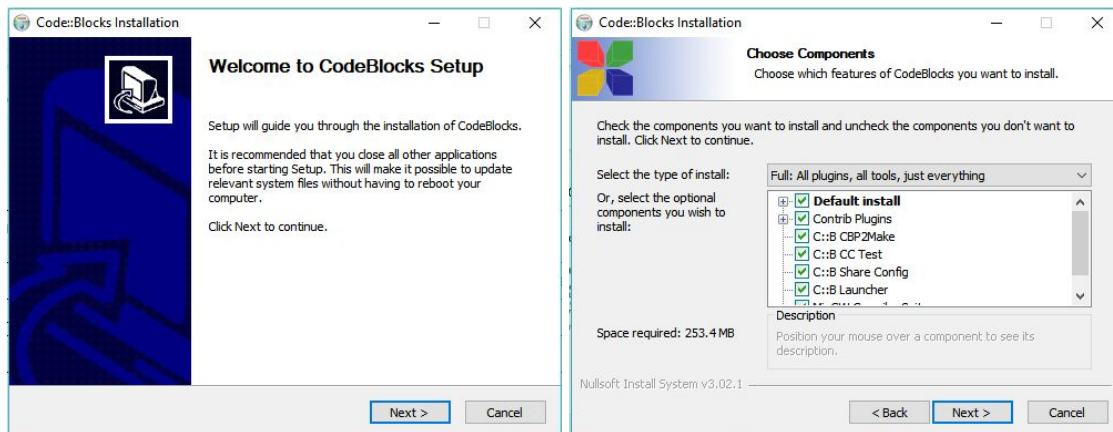 Code::Blocks Installation
Welcome to CodeBlocks Setup
Setup will guide you through the installation of CodeBlocks.
It is recommended that you close all other applications
before starting Setup. This will make it possible to update
relevant system files without having to reboot your
computer.
Click Next to continue.
Next >
Cancel
Code::Blocks Installation
Choose Components
Choose which features of CodeBlocks you want to install.
Check the components you want to install and uncheck the components you don't want to
install. Click Next to continue.
Select the type of install:
Full: All plugins, all tools, just everything
Or, select the optional
components you wish to
install:
Default install
Contrib Plugins
C::B CBP2Make
C::B CC Test
C::B Share Config
C::B Launcher
Space required: 253.4 MB
Description
Position your mouse over a component to see its
description.
Nullsoft Install System v3.02.1
< Back
Next >
Cancel